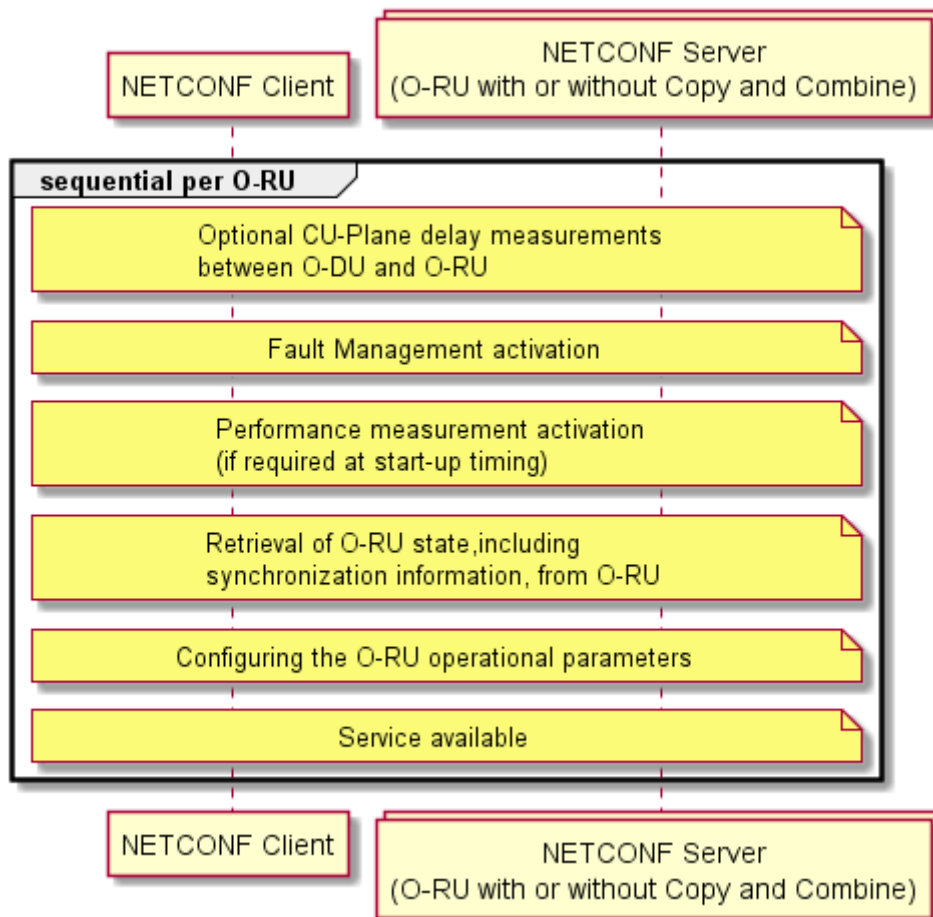 NETCONF Client
NETCONF Server
(O-RU with or without Copy and Combine)
sequential per O-RU
Optional CU-Plane delay measurements
between O-DU and O-RU
Fault Management activation
Performance measurement activation
(if required at start-up timing)
Retrieval of O-RU state,including
synchronization information, from O-RU
Configuring the O-RU operational parameters
Service available
NETCONF Client
NETCONF Server
(O-RU with or without Copy and Combine)